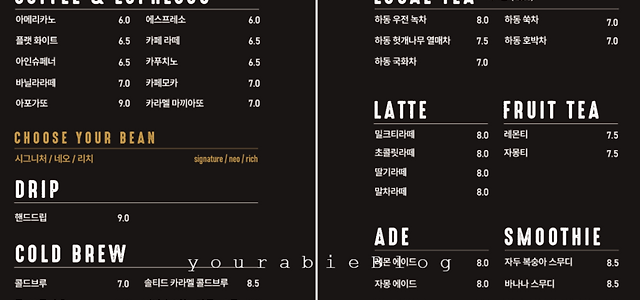 COFFEE & ESPRESSO
아메리카노 6.0 에스프레소 6.0
플랫 화이트 6.5 카페 라떼 6.5
아인슈페너 6.5 카푸치노 6.5
바닐라라떼 7.0 카페모카 7.0
아포가또 9.0 카라멜 마끼아또 7.0
CHOOSE YOUR BEAN
시그니처 / 네오 / 리치 signature / neo / rich
DRIP
핸드드립 9.0
COLD BREW
콜드브루 7.0 솔티드 카라멜 콜드브루 8.5
LOCAL TEA
하동 우전 녹차 8.0 하동 쑥차 7.0
하동 헛개나무 열매차 7.5 하동 호박차 7.0
하동 국화차 7.0
LATTE
밀크티라떼 8.0
초콜릿라떼 8.0
딸기라떼 8.0
말차라떼 8.0
FRUIT TEA
레몬티 7.5
자몽티 7.5
ADE
레몬 에이드 8.0
자몽 에이드 8.0
SMOOTHIE
자두 복숭아 스무디 8.5
바나나 스무디 8.5
yourabieBlog